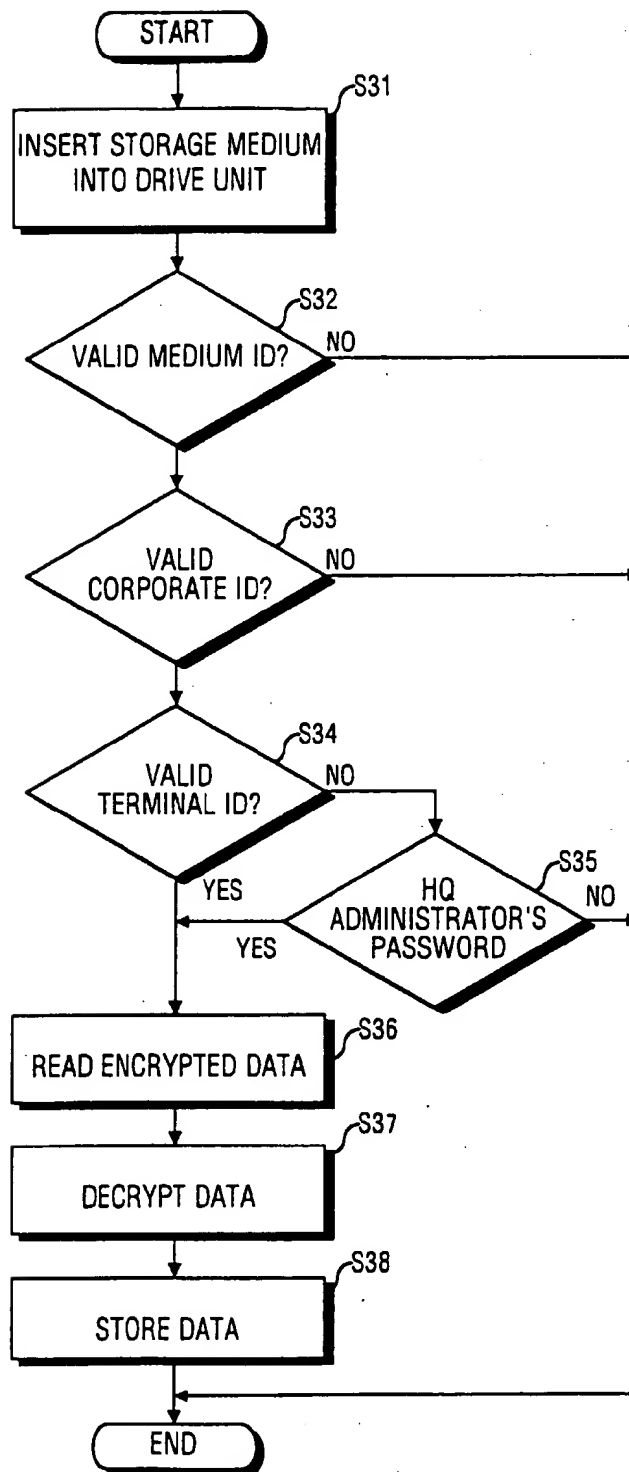 START
S31
INSERT STORAGE MEDIUM
INTO DRIVE UNIT
S32
VALID MEDIUM ID?
NO
S33
VALID
CORPORATE ID?
NO
S34
VALID
TERMINAL ID?
NO
YES
S35
HQ
ADMINISTRATOR'S
PASSWORD
NO
YES
S36
READ ENCRYPTED DATA
S37
DECRYPT DATA
S38
STORE DATA
END